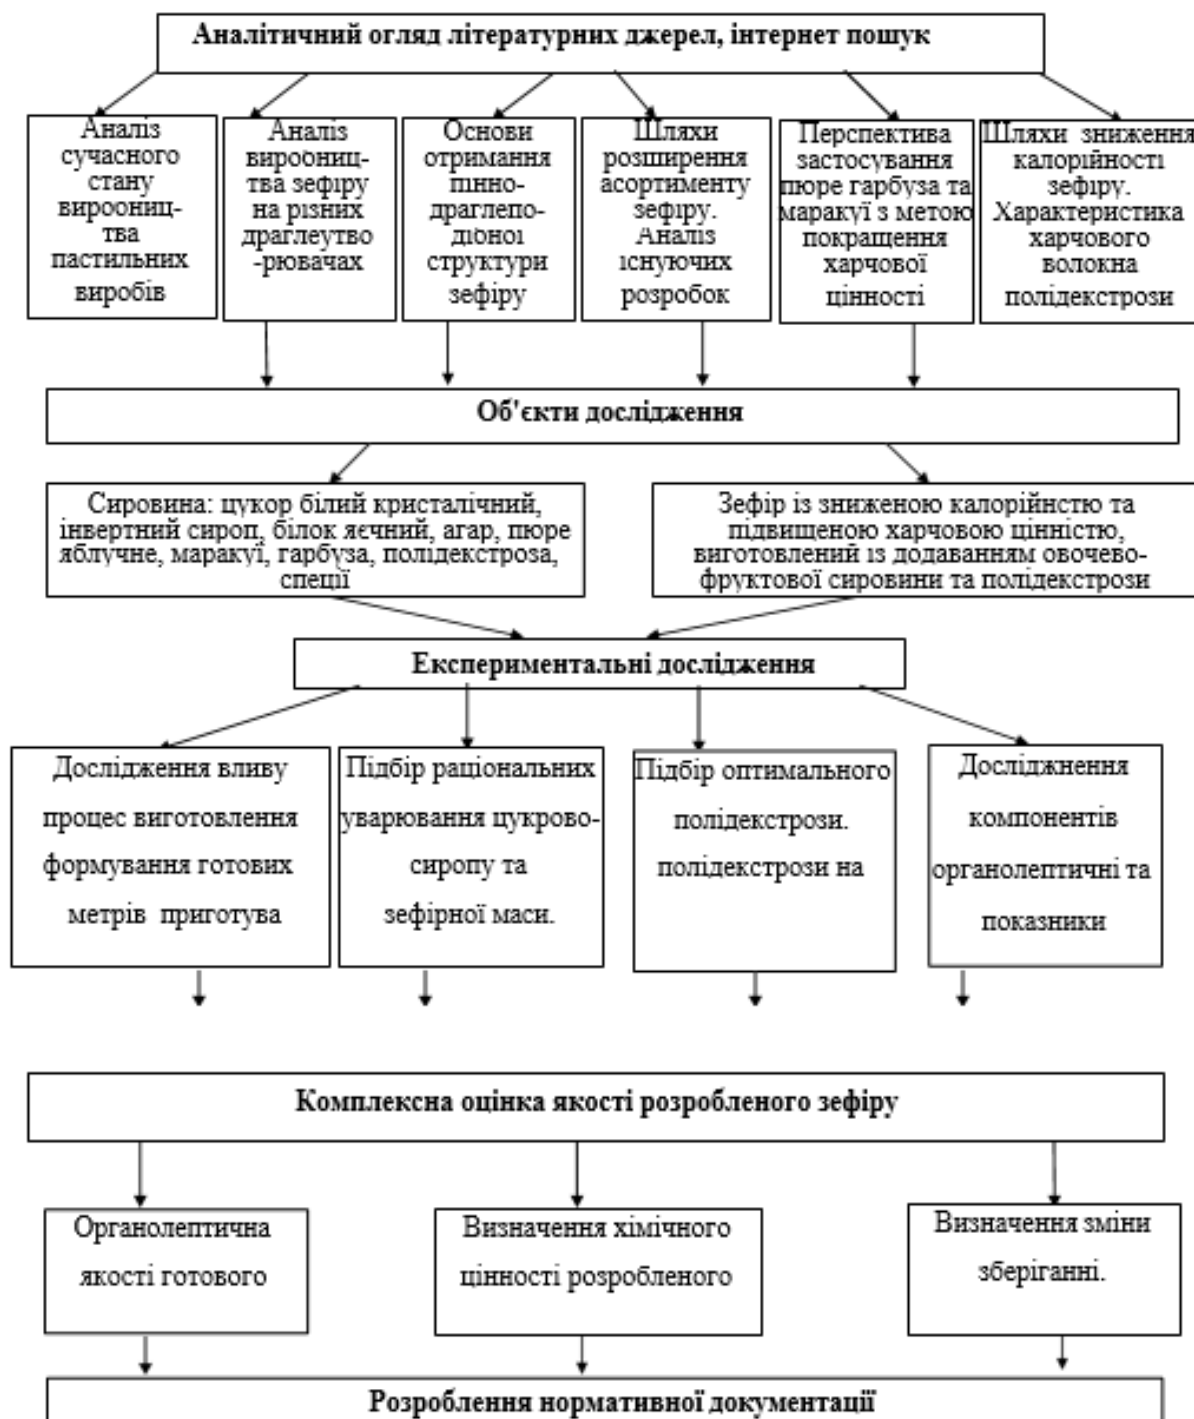 Аналітичний огляд літературних джерел, інтернет пошук
Аналіз
сучасного
стану
виробниц-
тва
пастильних
виробів
Аналіз
виробниц-
тва зефіру
на різних
драглеутво
-рювачах
Основи
отримання
пінно-
драглепо-
дібної
структури
зефіру
Шляхи
розширення
асортименту
зефіру.
Аналіз
існуючих
розробок
Перспектива
застосування
пюре гарбуза та
маракуї з метою
покращення
харчової
цінності
Шляхи зниження
калорійності
зефіру.
Характеристика
харчового
волокна
полідекстрози
Об'єкти дослідження
Сировина: цукор білий кристалічний,
інвертний сироп, білок яєчний, агар, пюре
яблучне, маракуї, гарбуза, полідекстроза,
спеції
Зефір із зниженою калорійнстю та
підвищеною харчовою цінністю,
виготовлений із додаванням овочево-
фруктової сировини та полідекстрози
Експериментальні дослідження
Дослідження вливу
процес виготовлення
формування готових
метрів приготува
Підбір раціональних
уварювання цукрово-
сиропу та
зефірної маси.
Підбір оптимального
полідекстрози.
полідекстрози на
Досліджнення
компонентів
органолептичні та
показники
Комплексна оцінка якості розробленого зефіру
Органолептична
якості готового
Визначення хімічного
цінності розробленого
Визначення зміни
зберіганні.
Розроблення нормативної документації